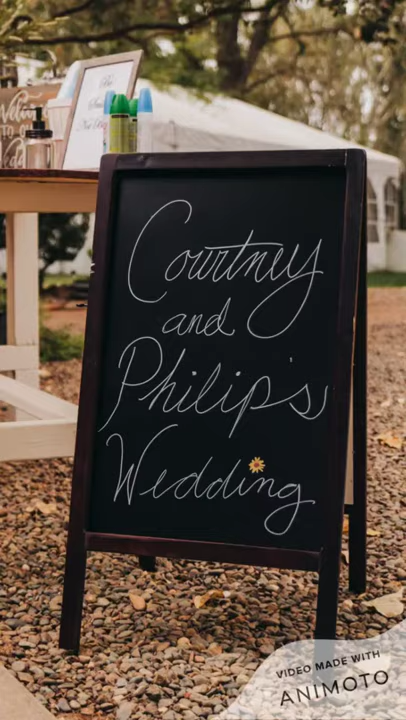 Courtney
and
Philip's
Wedding
VIDEO MADE WITH
ANIMOTO